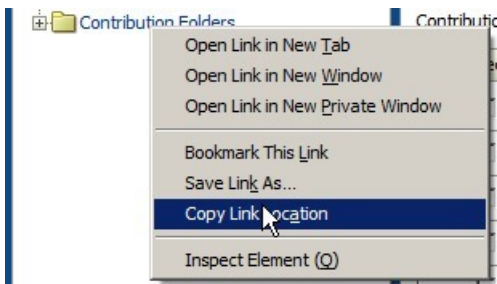 Contribution Folders
Contributi
Open Link in New Tab
Open Link in New Window
Open Link in New Private Window
Bookmark This Link
Save Link As...
Copy Link Location
Inspect Element (Q)